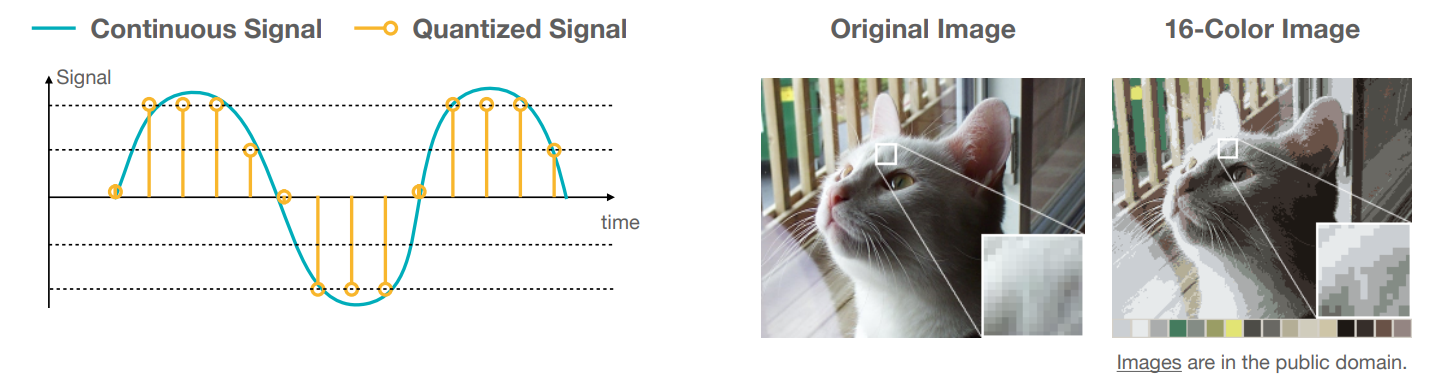 Continuous Signal
Quantized Signal
Signal
time
Original Image
16-Color Image
Images are in the public domain.